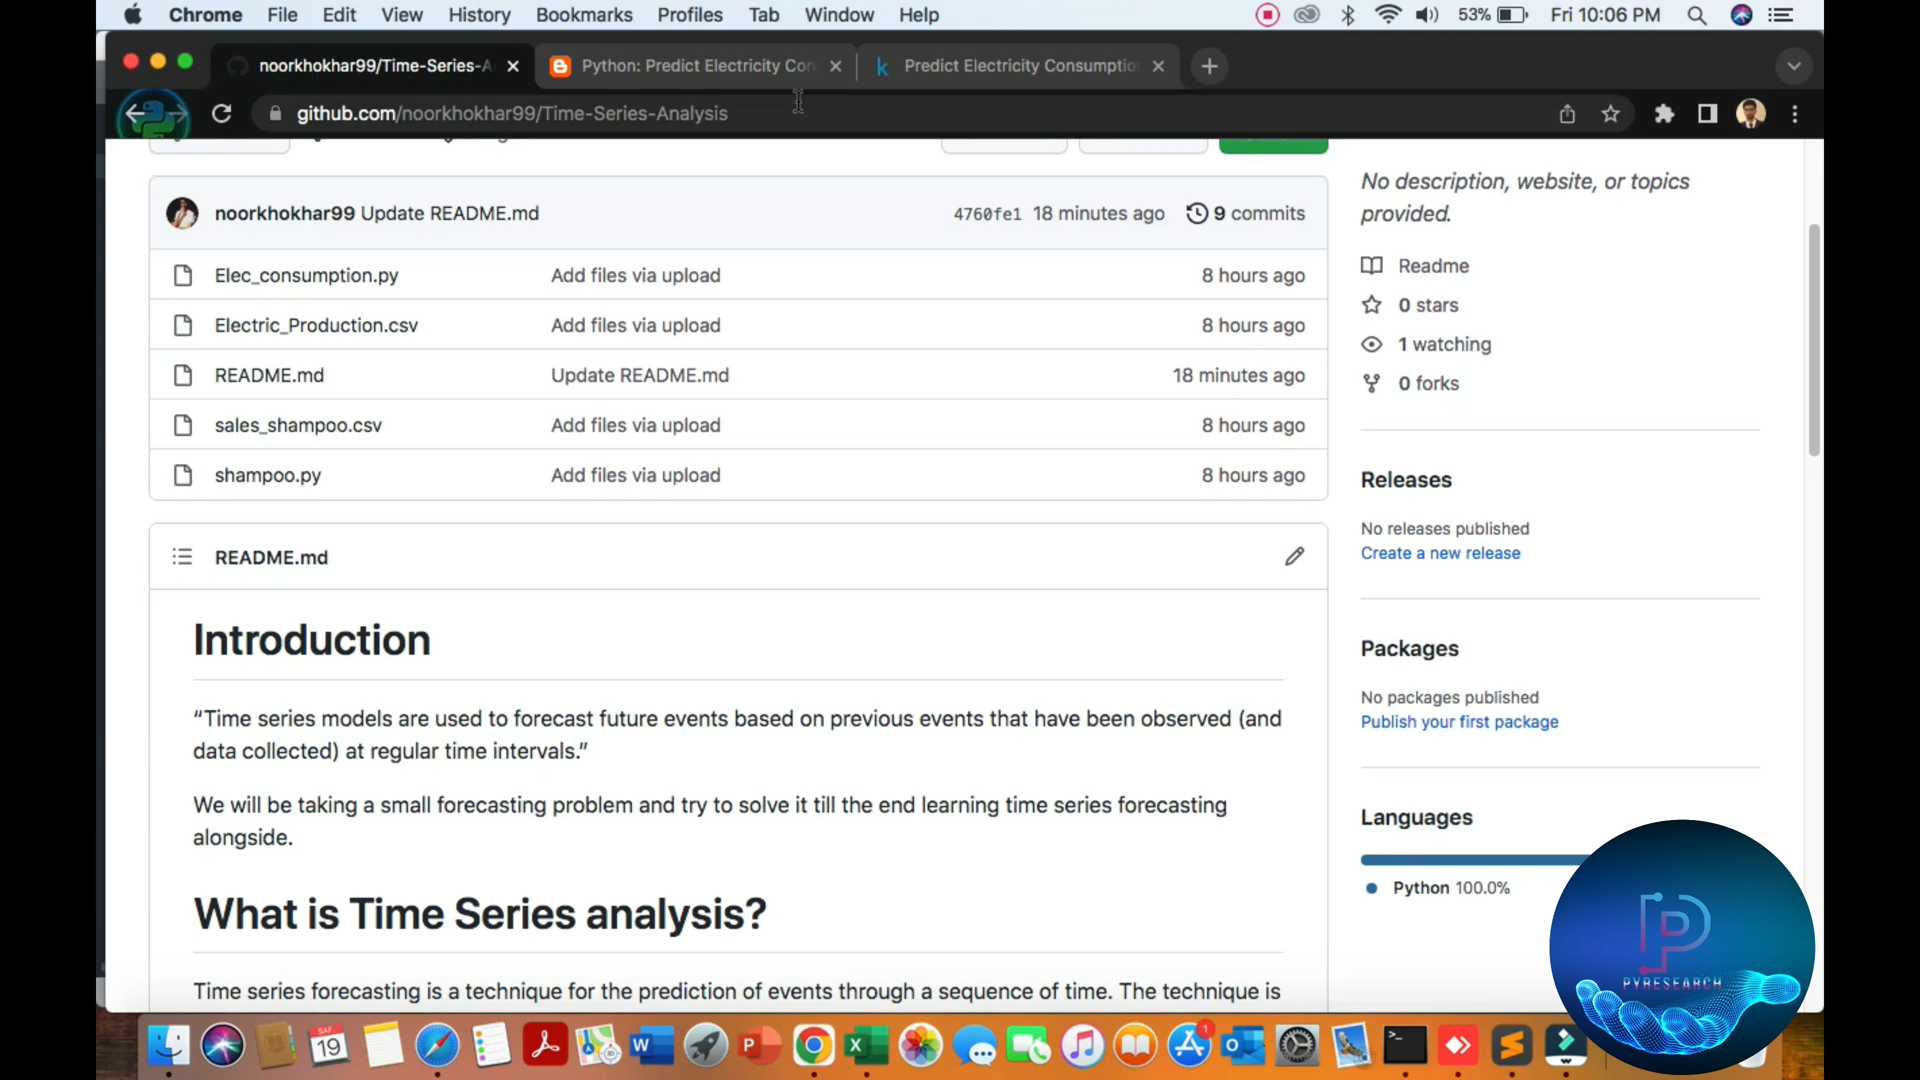 Chrome File Edit View History Bookmarks Profiles Tab Window Help 53% Fri 10:06 PM
noorkhokhar99/Time-Series-A Python: Predict Electricity Con Predict Electricity Consumptio
github.com/noorkhokhar99/Time-Series-Analysis
noorkhokhar99 Update README.md 4760fe1 18 minutes ago 9 commits
Elec_consumption.py Add files via upload 8 hours ago
Electric_Production.csv Add files via upload 8 hours ago
README.md Update README.md 18 minutes ago
sales_shampoo.csv Add files via upload 8 hours ago
shampoo.py Add files via upload 8 hours ago
README.md
Introduction
“Time series models are used to forecast future events based on previous events that have been observed (and
data collected) at regular time intervals.”
We will be taking a small forecasting problem and try to solve it till the end learning time series forecasting
alongside.
What is Time Series analysis?
Time series forecasting is a technique for the prediction of events through a sequence of time. The technique is
No description, website, or topics
provided.
Readme
0 stars
1 watching
0 forks
Releases
No releases published
Create a new release
Packages
No packages published
Publish your first package
Languages
Python 100.0%
PYRESEARCH
19
1